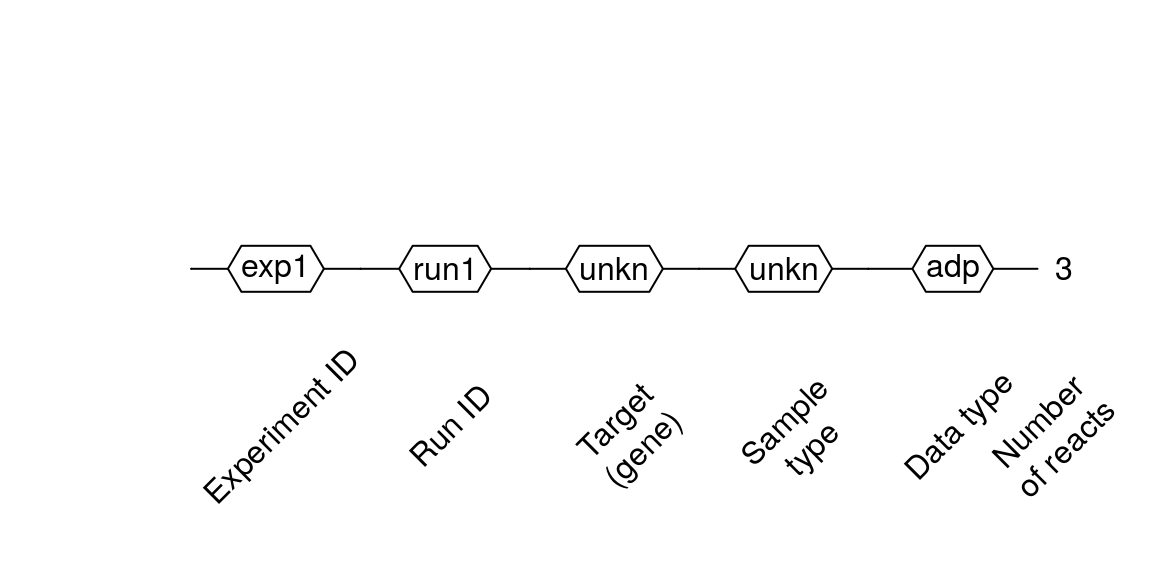 exp1
run1
unkn
unkn
adp
3
Experiment ID
Run ID
Target
(gene)
Sample
type
Data type
Number
of reacts